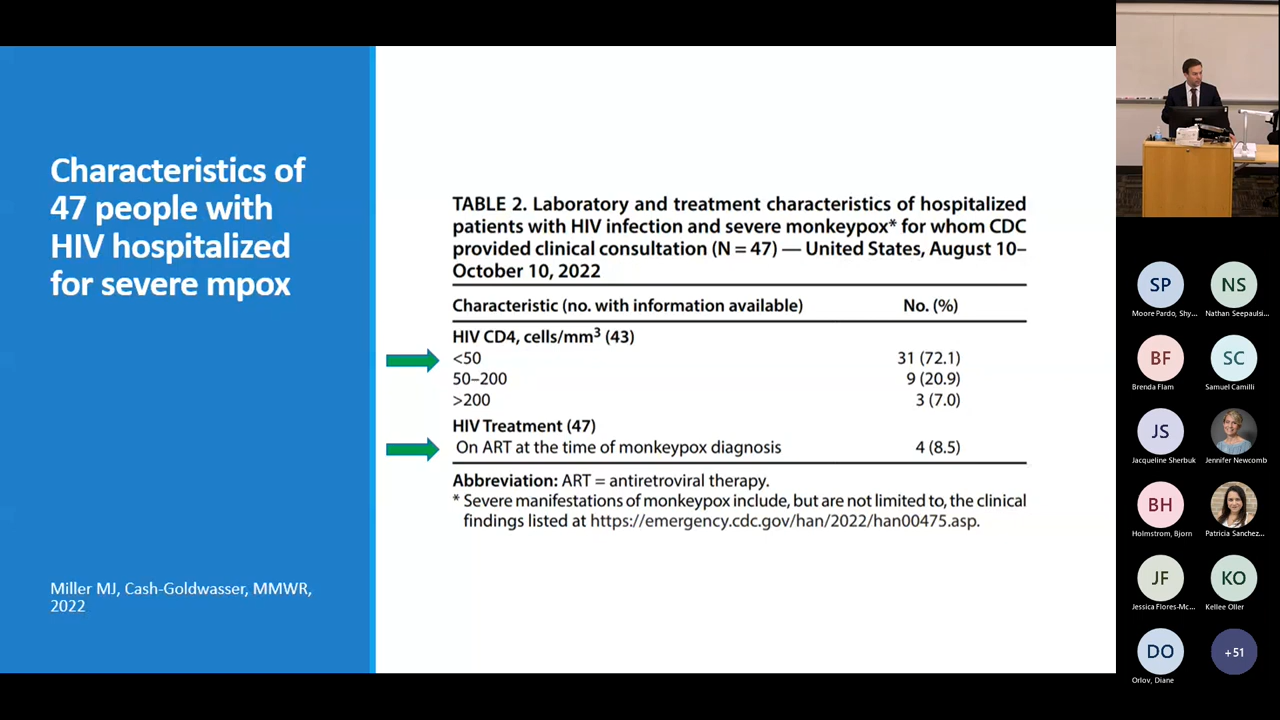 Characteristics of
47 people with
HIV hospitalized
for severe mpox
Miller MJ, Cash-Goldwasser, MMWR,
2022
TABLE 2. Laboratory and treatment characteristics of hospitalized
patients with HIV infection and severe monkeypox* for whom CDC
provided clinical consultation (N = 47) — United States, August 10–
October 10, 2022
Characteristic (no. with information available) No. (%)
HIV CD4, cells/mm³ (43)
<50 31 (72.1)
50–200 9 (20.9)
>200 3 (7.0)
HIV Treatment (47)
On ART at the time of monkeypox diagnosis 4 (8.5)
Abbreviation: ART = antiretroviral therapy.
* Severe manifestations of monkeypox include, but are not limited to, the clinical
findings listed at https://emergency.cdc.gov/han/2022/han00475.asp.
SP NS
Moore Pardo, Shy... Nathan Seepaulsi...
BF SC
Brenda Flam Samuel Camilli
JS
Jacqueline Sherbuk Jennifer Newcomb
BH
Holmstrom, Bjorn Patricia Sanchez...
JF KO
Jessica Flores-Mc... Kellee Oller
DO +51
Orlov, Diane